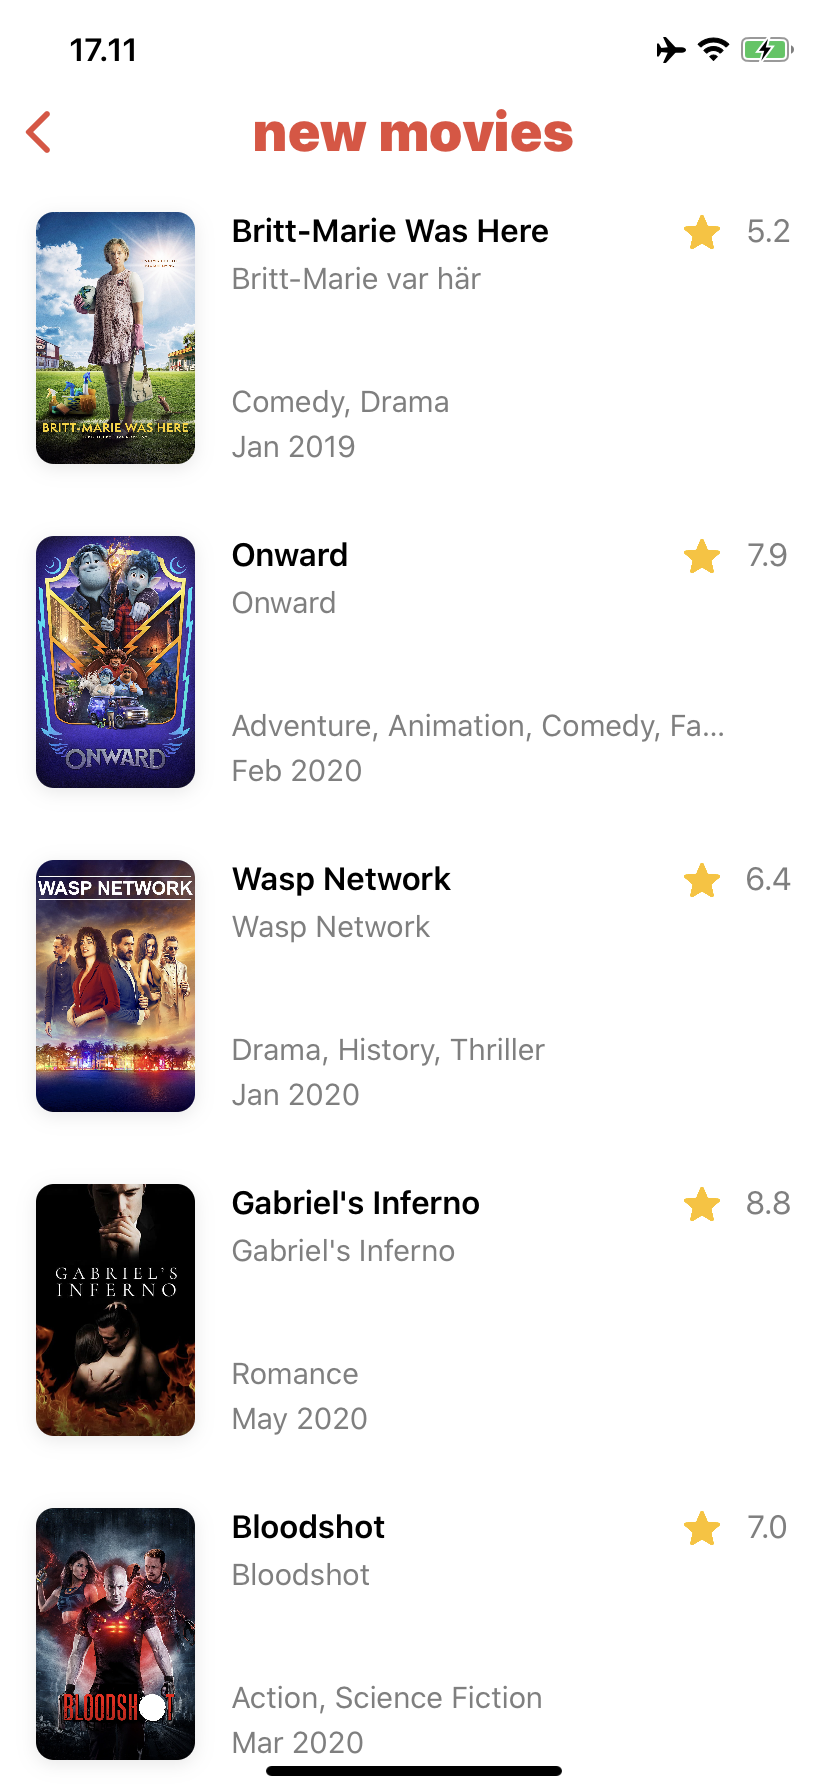 17.11
new movies
Britt-Marie Was Here
5.2
Britt-Marie var här
BRITT-MARIE WAS HERE
Comedy, Drama
Jan 2019
Onward
7.9
Onward
ONWARD
Adventure, Animation, Comedy, Fa...
Feb 2020
WASP NETWORK
Wasp Network
6.4
Wasp Network
Drama, History, Thriller
Jan 2020
Gabriel's Inferno
8.8
Gabriel's Inferno
GABRIEL'S
INFERNO
Romance
May 2020
Bloodshot
7.0
Bloodshot
BLOODSHOT
Action, Science Fiction
Mar 2020